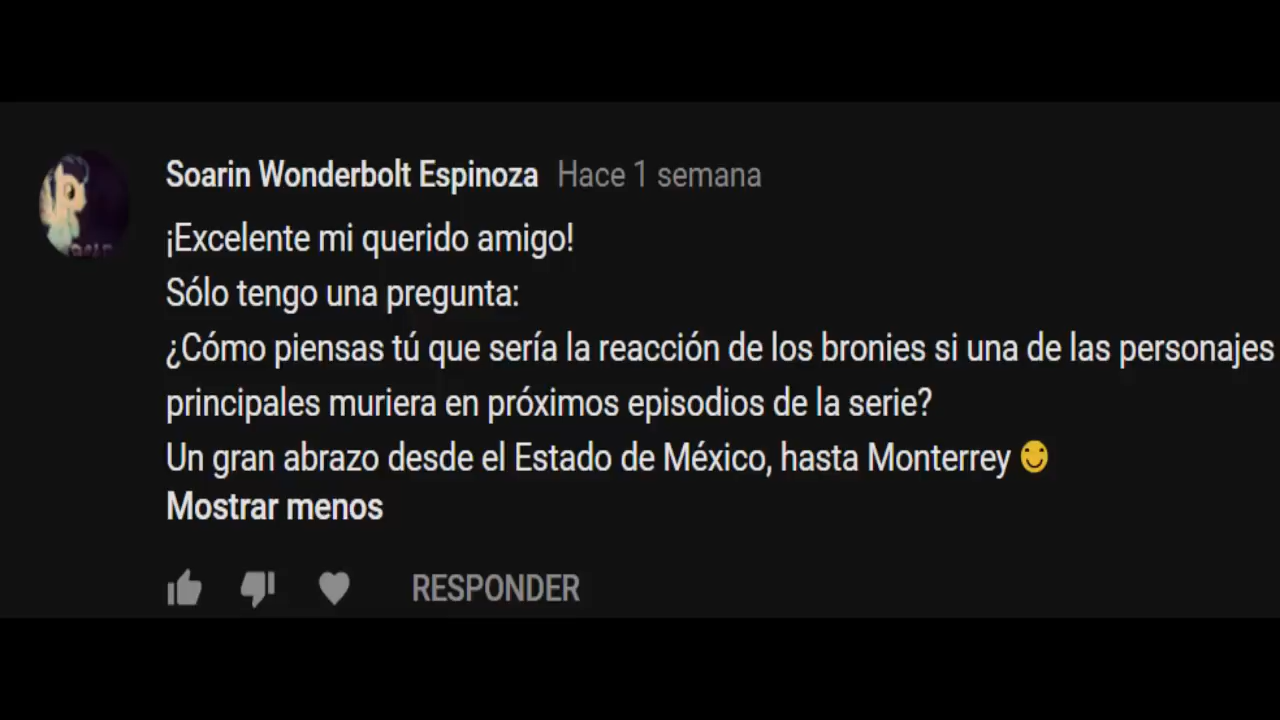 Soarin Wonderbolt Espinoza Hace 1 semana
¡Excelente mi querido amigo!
Sólo tengo una pregunta:
¿Cómo piensas tú que sería la reacción de los bronies si una de las personajes
principales muriera en próximos episodios de la serie?
Un gran abrazo desde el Estado de México, hasta Monterrey
Mostrar menos
RESPONDER